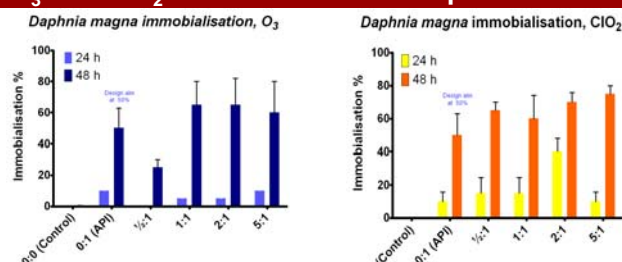 Daphnia magna immobilisation, O3
100
80
60
40
20
0
Immobilisation %
24 h
48 h
Design aim
at 50%
0:0 (Control)
0:1 (API)
½:1
1:1
2:1
5:1
Daphnia magna immobilisation, ClO2
100
80
60
40
20
0
Immobilisation %
24 h
48 h
Design aim
at 50%
(Control)
0:1 (API)
½:1
1:1
2:1
5:1